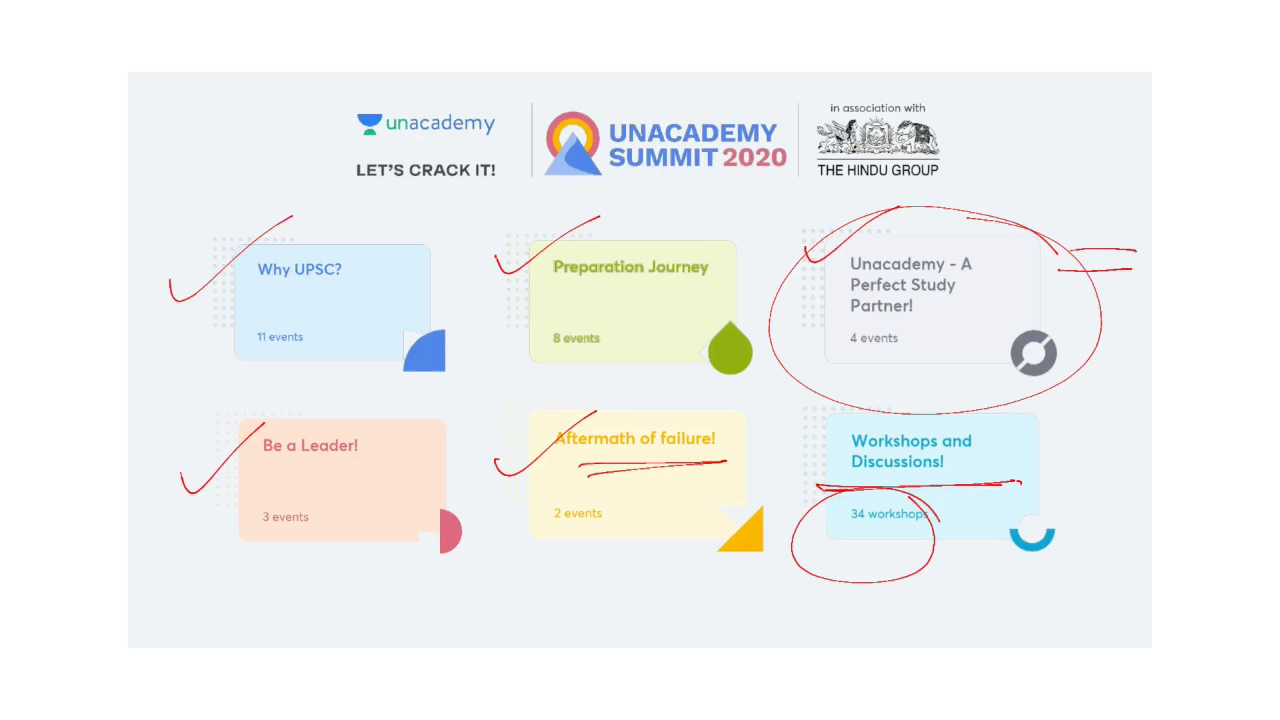 unacademy
LET'S CRACK IT!
UNACADEMY
SUMMIT 2020
in association with
THE HINDU GROUP
Why UPSC?
11 events
Preparation Journey
8 events
Unacademy - A
Perfect Study
Partner!
4 events
Be a Leader!
3 events
Aftermath of failure!
2 events
Workshops and
Discussions!
34 workshops